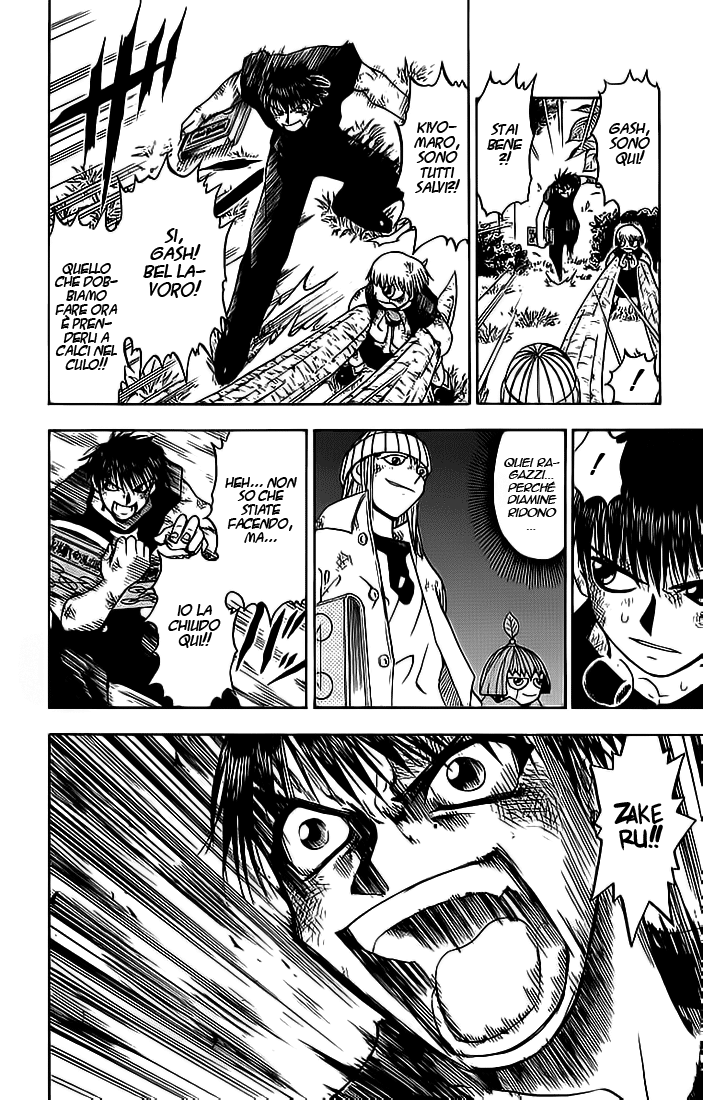 GASH,
SONO
QUI!
STAI
BENE
?!
!
KIYO-
MARO,
SONO
TUTTI
SALVI?!
SI,
GASH!
BEL LA-
VORO!
QUELLO
CHE DOB-
BIAMO
FARE ORA
È PREN-
DERLI A
CALCI NEL
CULO!!
!
QUEI RA-
GAZZI...
PERCHÉ
DIAMINE
RIDONO
...
HEH... NON
SO CHE
STIATE
FACENDO,
MA...
IO LA
CHIUDO
QUI!!
ZAKE
RU!!